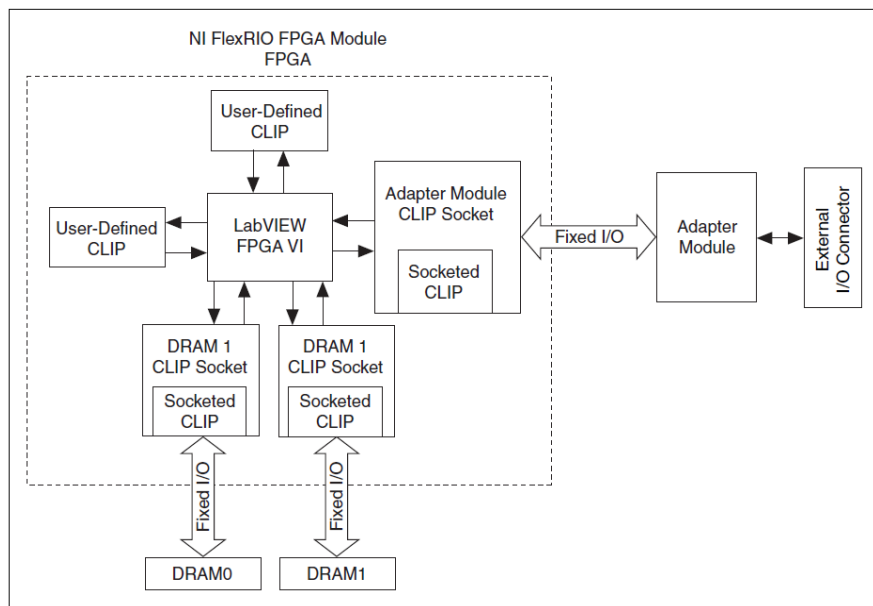 NI FlexRIO FPGA Module
FPGA
User-Defined
CLIP
User-Defined
CLIP
LabVIEW
FPGA VI
Adapter Module
CLIP Socket
Socketed
CLIP
Fixed I/O
Adapter
Module
External
I/O Connector
DRAM 1
CLIP Socket
Socketed
CLIP
DRAM 1
CLIP Socket
Socketed
CLIP
Fixed I/O
Fixed I/O
DRAM0
DRAM1